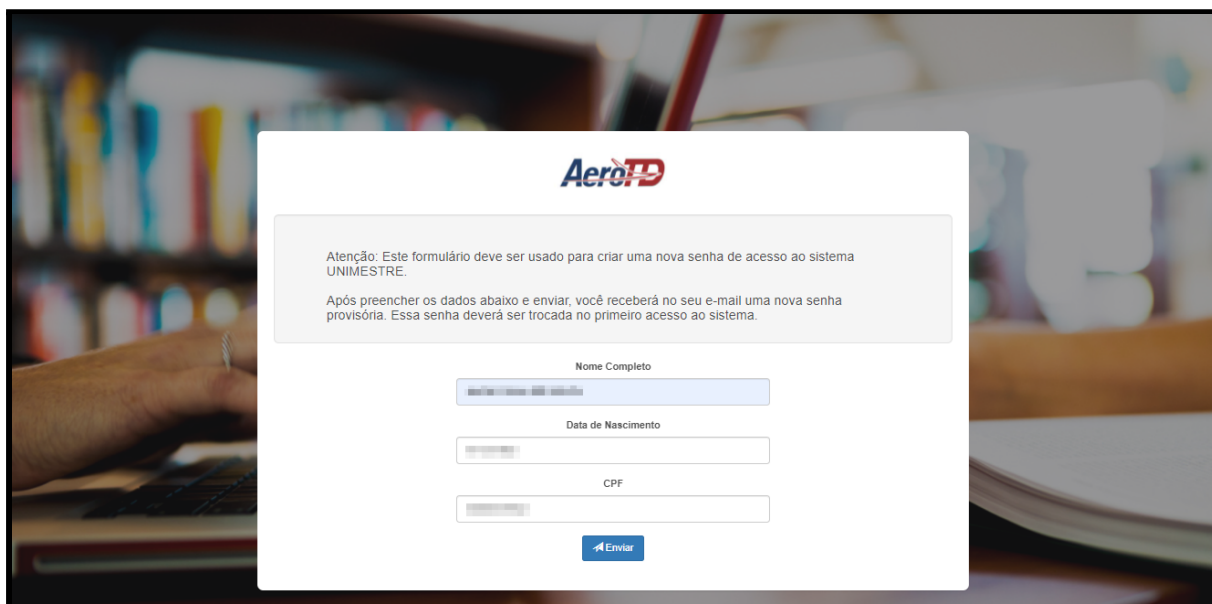 AeroTD
Atenção: Este formulário deve ser usado para criar uma nova senha de acesso ao sistema
UNIMESTRE.
Após preencher os dados abaixo e enviar, você receberá no seu e-mail uma nova senha
provisória. Essa senha deverá ser trocada no primeiro acesso ao sistema.
Nome Completo
Data de Nascimento
CPF
Enviar